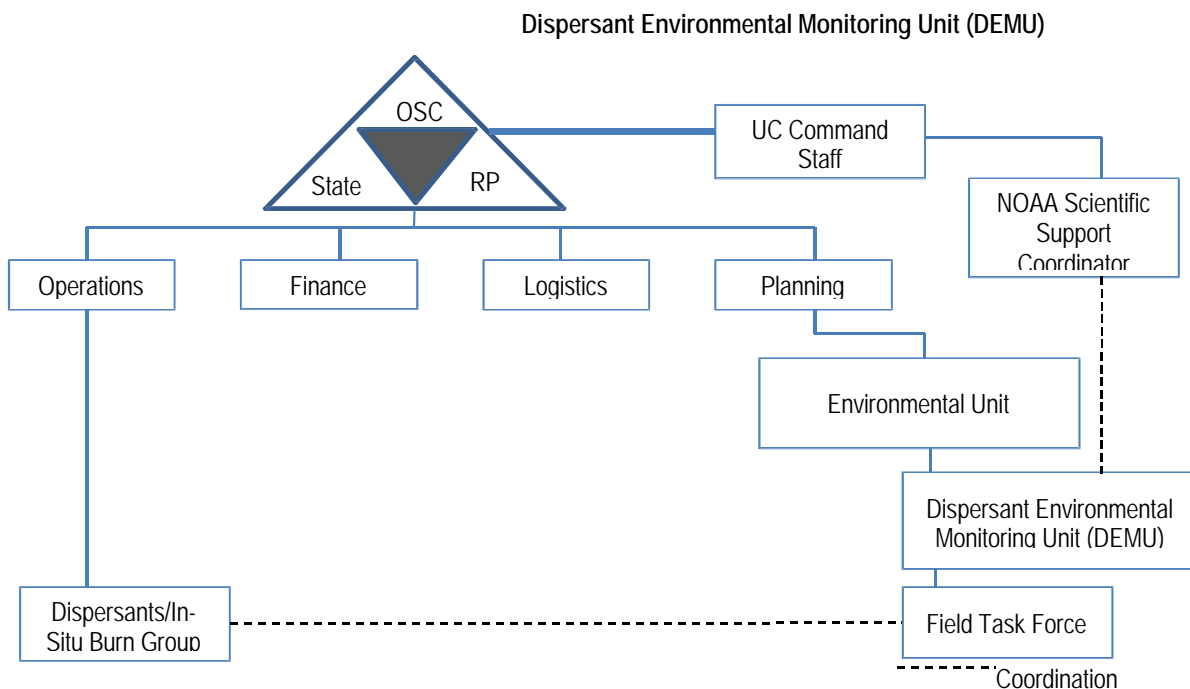 Dispersant Environmental Monitoring Unit (DEMU)
OSC
State
RP
UC Command
Staff
NOAA Scientific
Support
Coordinator
Operations
Finance
Logistics
Planning
Environmental Unit
Dispersant Environmental
Monitoring Unit (DEMU)
Dispersants/In-
Situ Burn Group
Field Task Force
Coordination